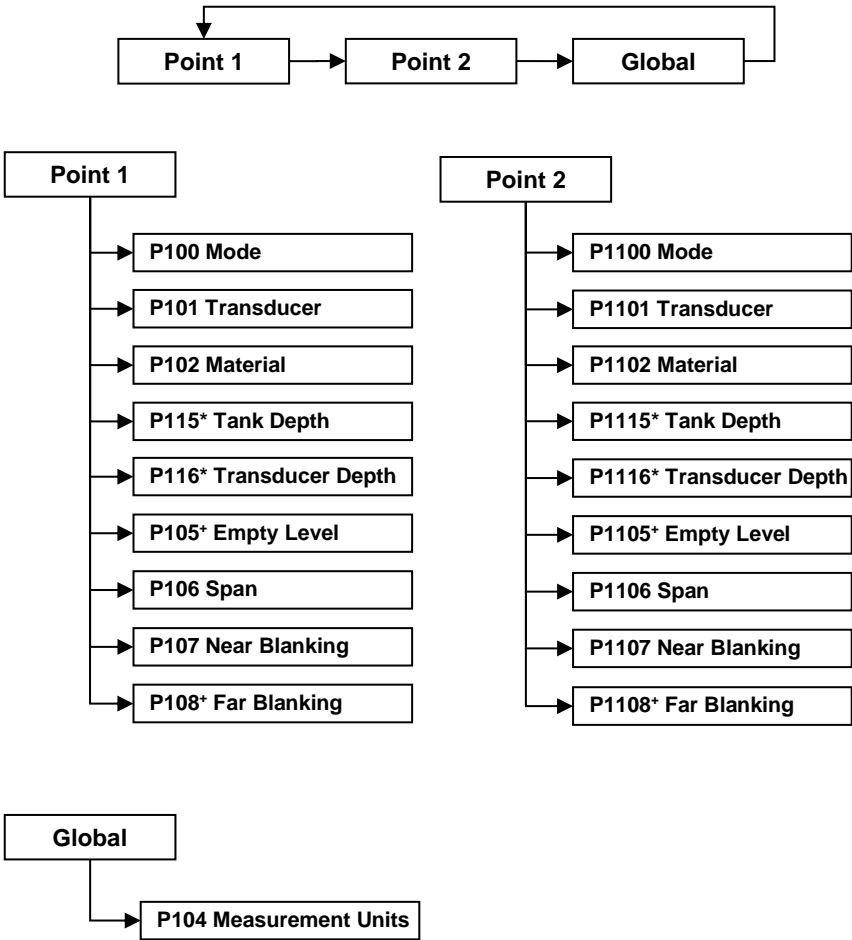 Point 1
Point 2
Global
Point 1
P100 Mode
P101 Transducer
P102 Material
P115* Tank Depth
P116* Transducer Depth
P105+ Empty Level
P106 Span
P107 Near Blanking
P108+ Far Blanking
Point 2
P1100 Mode
P1101 Transducer
P1102 Material
P1115* Tank Depth
P1116* Transducer Depth
P1105+ Empty Level
P1106 Span
P1107 Near Blanking
P1108+ Far Blanking
Global
P104 Measurement Units